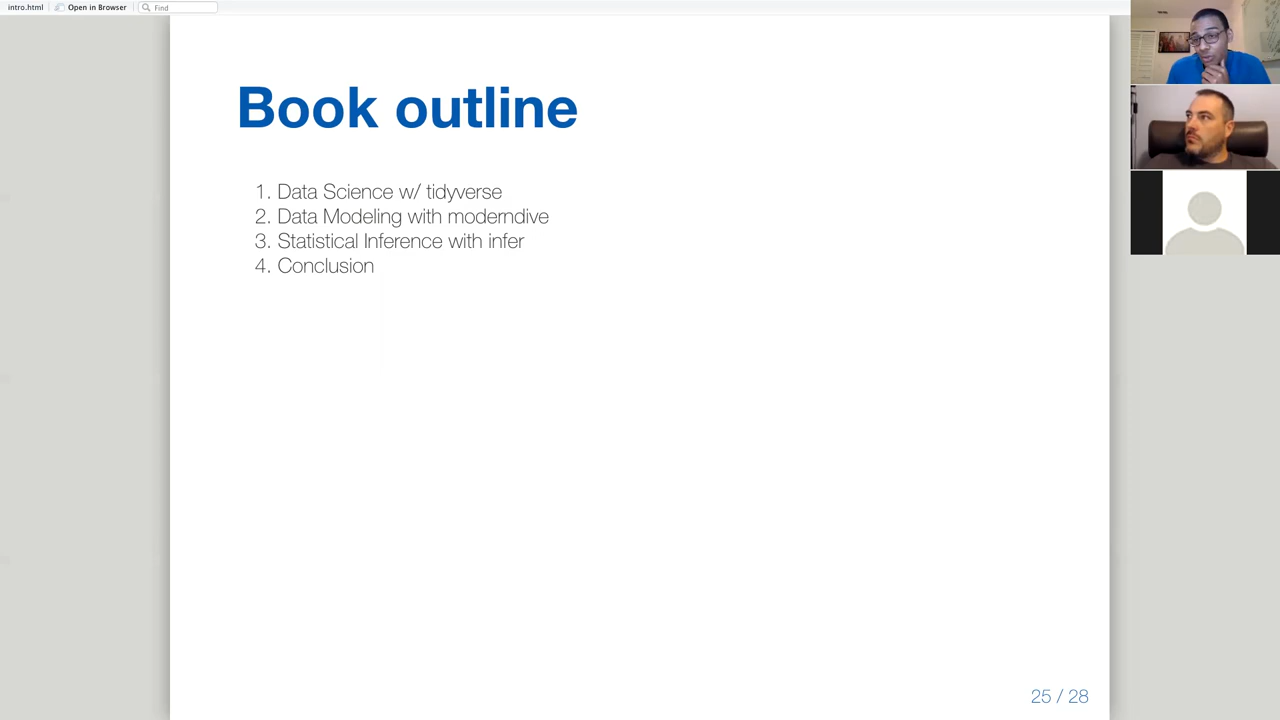 intro.html Open in Browser Find
Book outline
1. Data Science w/ tidyverse
2. Data Modeling with moderndive
3. Statistical Inference with infer
4. Conclusion
25 / 28